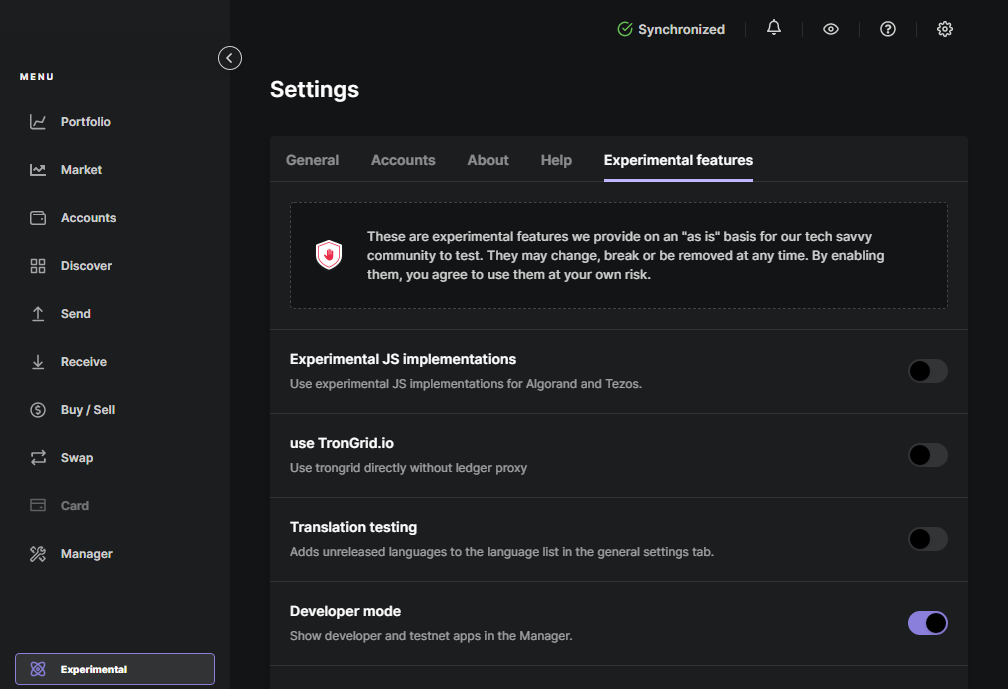 Synchronized
MENU
Settings
Portfolio
Market
Accounts
Discover
Send
Receive
Buy / Sell
Swap
Card
Manager
Experimental
General Accounts About Help Experimental features
These are experimental features we provide on an "as is" basis for our tech savvy
community to test. They may change, break or be removed at any time. By enabling
them, you agree to use them at your own risk.
Experimental JS implementations
Use experimental JS implementations for Algorand and Tezos.
use TronGrid.io
Use trongrid directly without ledger proxy
Translation testing
Adds unreleased languages to the language list in the general settings tab.
Developer mode
Show developer and testnet apps in the Manager.